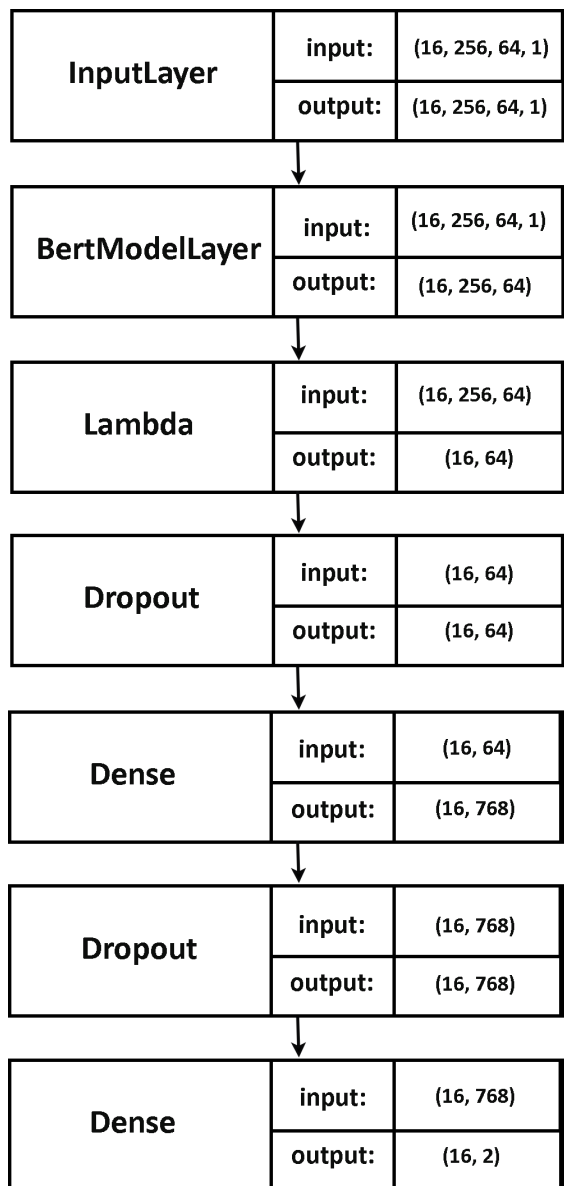 InputLayer
input:
(16, 256, 64, 1)
output:
(16, 256, 64, 1)
BertModelLayer
input:
(16, 256, 64, 1)
output:
(16, 256, 64)
Lambda
input:
(16, 256, 64)
output:
(16, 64)
Dropout
input:
(16, 64)
output:
(16, 64)
Dense
input:
(16, 64)
output:
(16, 768)
Dropout
input:
(16, 768)
output:
(16, 768)
Dense
input:
(16, 768)
output:
(16, 2)